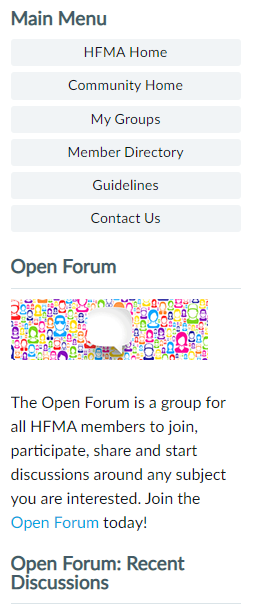 Main Menu
HFMA Home
Community Home
My Groups
Member Directory
Guidelines
Contact Us
Open Forum
The Open Forum is a group for
all HFMA members to join,
participate, share and start
discussions around any subject
you are interested. Join the
Open Forum today!
Open Forum: Recent
Discussions